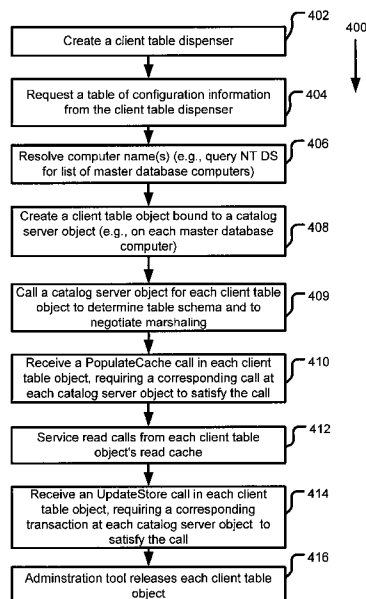 402
400
Create a client table dispenser
404
Request a table of configuration information
from the client table dispenser
406
Resolve computer name(s) (e.g., query NT DS
for list of master database computers)
408
Create a client table object bound to a catalog
server object (e.g., on each master database
computer)
409
Call a catalog server object for each client table
object to determine table schema and to
negotiate marshaling
410
Receive a PopulateCache call in each client
table object, requiring a corresponding call at
each catalog server object to satisfy the call
412
Service read calls from each client table
object's read cache
414
Receive an UpdateStore call in each client
table object, requiring a corresponding
transaction at each catalog server object to
satisfy the call
416
Adminstration tool releases each client table
object